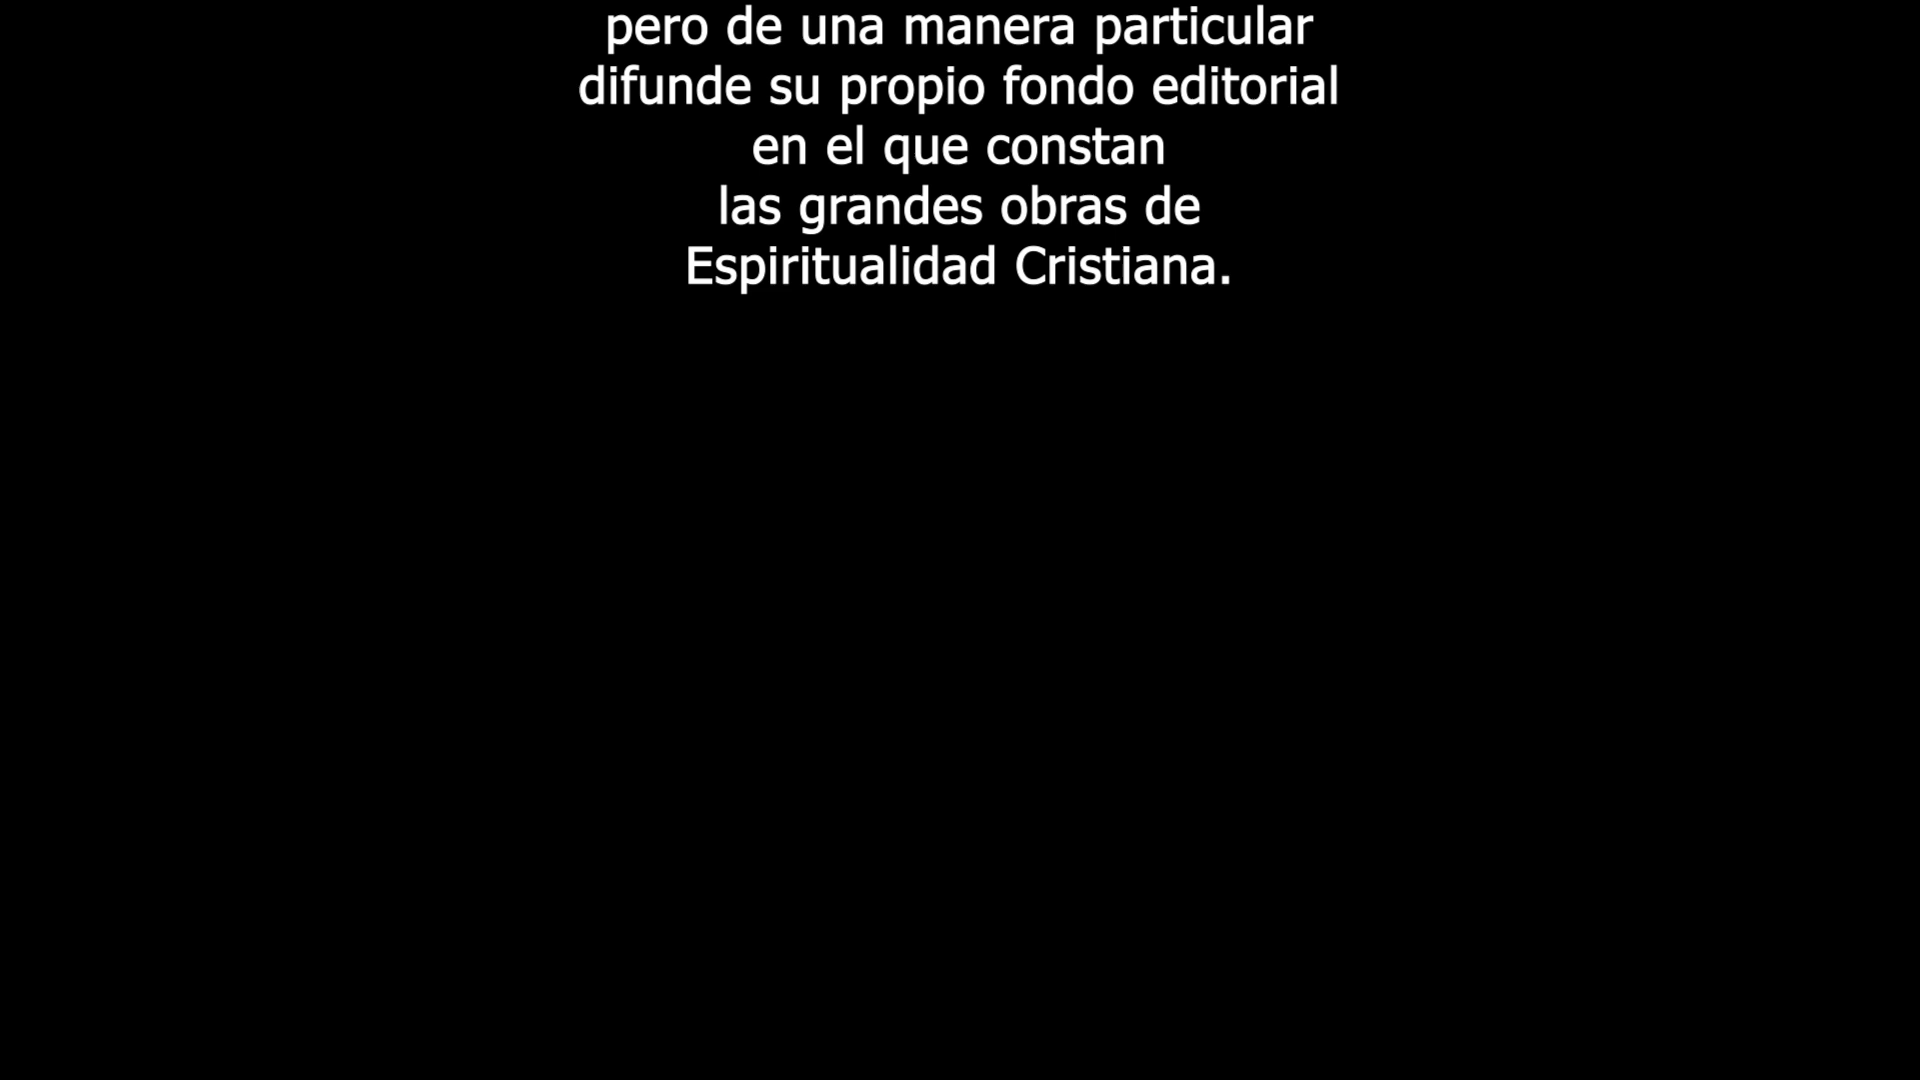 pero de una manera particular
difunde su propio fondo editorial
en el que constan
las grandes obras de
Espiritualidad Cristiana.